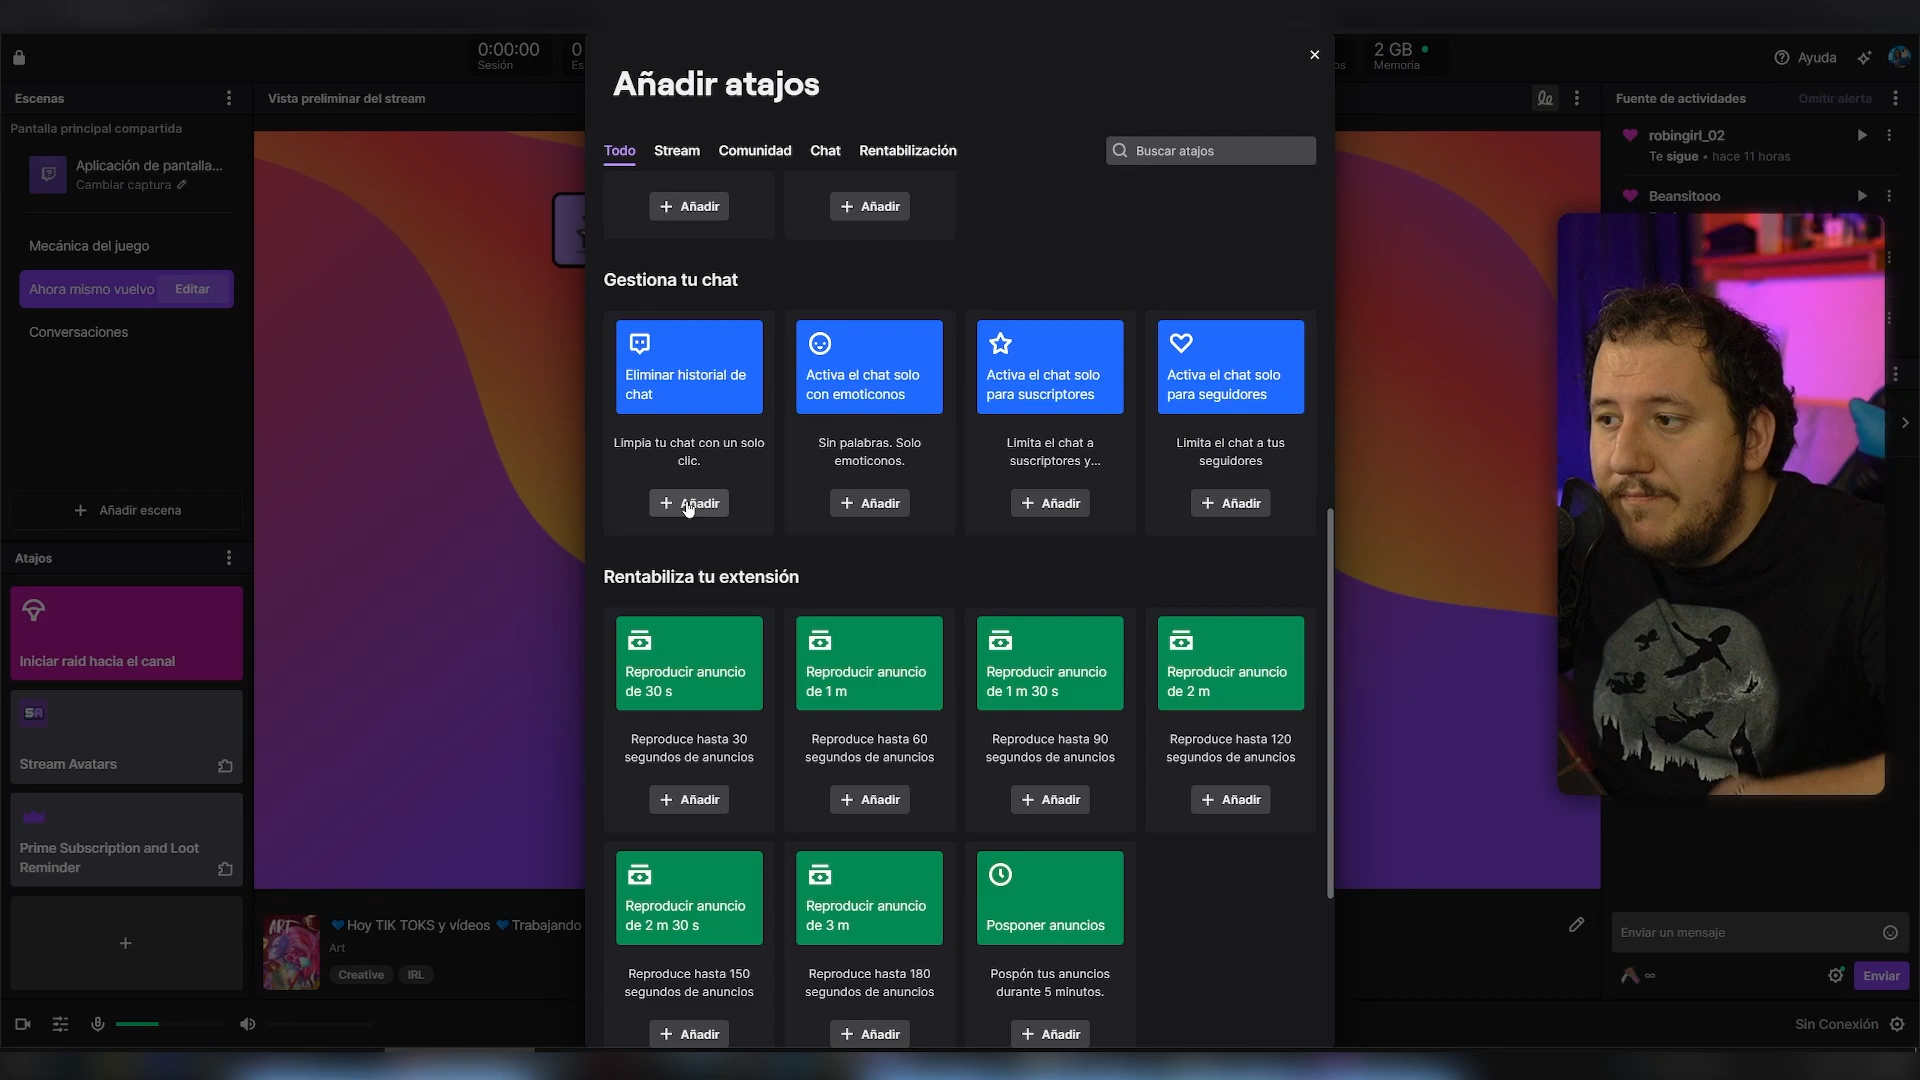 0:00:00
Sesión
0
Es
os
2 GB
Memoria
Ayuda
Escenas
Vista preliminar del stream
Pantalla principal compartida
Aplicación de pantalla...
Cambiar captura
Mecánica del juego
Ahora mismo vuelvo
Editar
Conversaciones
+ Añadir escena
Atajos
Iniciar raid hacia el canal
SA
Stream Avatars
Prime Subscription and Loot
Reminder
+
Añadir atajos
Todo
Stream
Comunidad
Chat
Rentabilización
Buscar atajos
+ Añadir
+ Añadir
Gestiona tu chat
Eliminar historial de
chat
Limpia tu chat con un solo
clic.
+ Añadir
Activa el chat solo
con emoticonos
Sin palabras. Solo
emoticonos.
+ Añadir
Activa el chat solo
para suscriptores
Limita el chat a
suscriptores y...
+ Añadir
Activa el chat solo
para seguidores
Limita el chat a tus
seguidores
+ Añadir
Rentabiliza tu extensión
Reproducir anuncio
de 30 s
Reproduce hasta 30
segundos de anuncios
+ Añadir
Reproducir anuncio
de 1 m
Reproduce hasta 60
segundos de anuncios
+ Añadir
Reproducir anuncio
de 1 m 30 s
Reproduce hasta 90
segundos de anuncios
+ Añadir
Reproducir anuncio
de 2 m
Reproduce hasta 120
segundos de anuncios
+ Añadir
Reproducir anuncio
de 2 m 30 s
Reproduce hasta 150
segundos de anuncios
+ Añadir
Reproducir anuncio
de 3 m
Reproduce hasta 180
segundos de anuncios
+ Añadir
Posponer anuncios
Pospón tus anuncios
durante 5 minutos.
+ Añadir
ART
💙Hoy TIK TOKS y vídeos 💙Trabajando
Art
Creative
IRL
Fuente de actividades
Omitir alerta
robingirl_02
Te sigue • hace 11 horas
Beansitooo
Enviar un mensaje
∞
Enviar
Sin Conexión